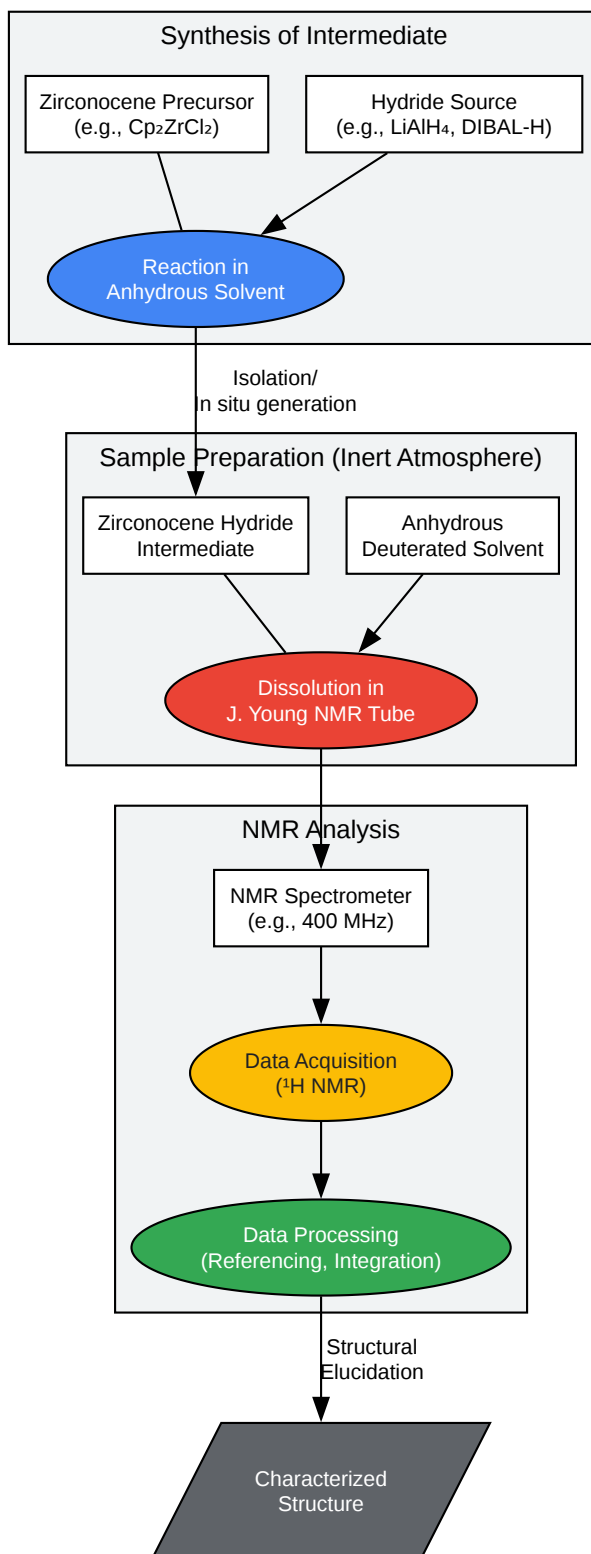 Synthesis of Intermediate
Zirconocene Precursor
(e.g., Cp₂ZrCl₂)
Hydride Source
(e.g., LiAlH₄, DIBAL-H)
Reaction in
Anhydrous Solvent
Isolation/
In situ generation
Sample Preparation (Inert Atmosphere)
Zirconocene Hydride
Intermediate
Anhydrous
Deuterated Solvent
Dissolution in
J. Young NMR Tube
NMR Analysis
NMR Spectrometer
(e.g., 400 MHz)
Data Acquisition
(¹H NMR)
Data Processing
(Referencing, Integration)
Structural
Elucidation
Characterized
Structure